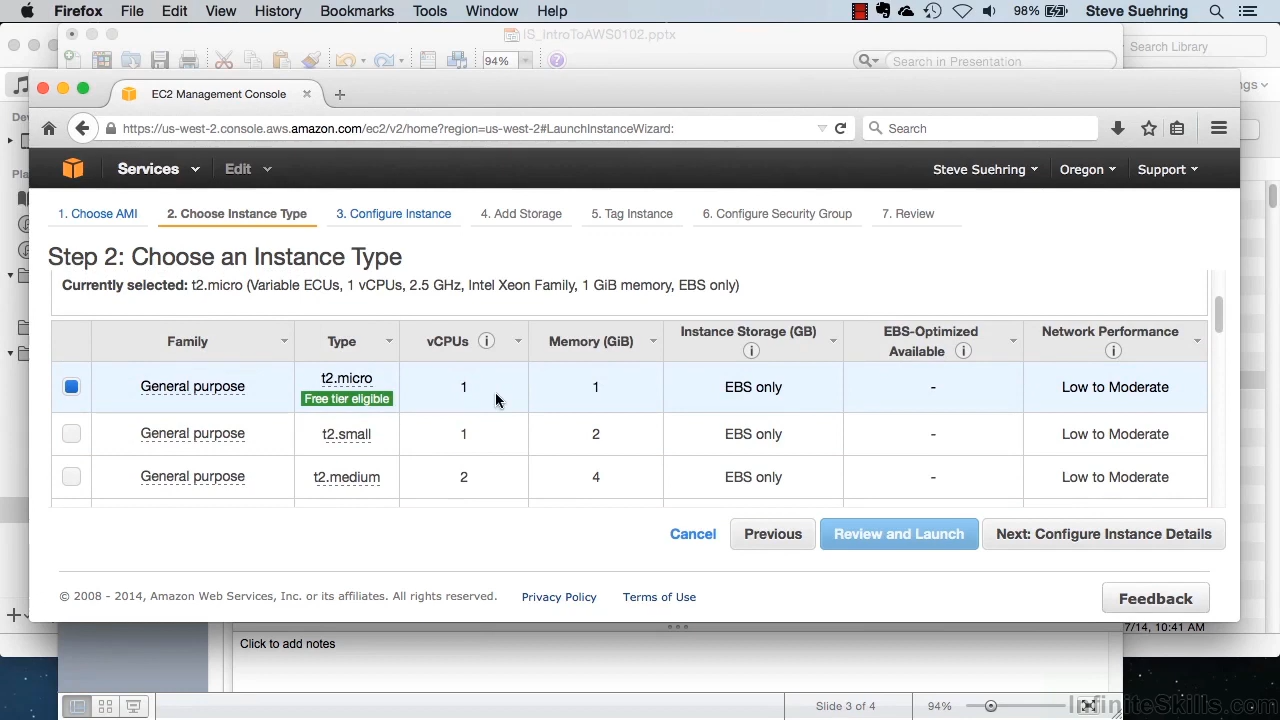 Firefox File Edit View History Bookmarks Tools Window Help 98% Steve Suehring
IS_IntroToAWS0102.pptx
Search Library
94%
Search in Presentation
EC2 Management Console
https://us-west-2.console.aws.amazon.com/ec2/v2/home?region=us-west-2#LaunchInstanceWizard:
Search
Services Edit Steve Suehring Oregon Support
1. Choose AMI 2. Choose Instance Type 3. Configure Instance 4. Add Storage 5. Tag Instance 6. Configure Security Group 7. Review
Step 2: Choose an Instance Type
Currently selected: t2.micro (Variable ECUs, 1 vCPUs, 2.5 GHz, Intel Xeon Family, 1 GiB memory, EBS only)
Family Type vCPUs i Memory (GiB) Instance Storage (GB) i EBS-Optimized Available i Network Performance i
General purpose t2.micro Free tier eligible 1 1 EBS only - Low to Moderate
General purpose t2.small 1 2 EBS only - Low to Moderate
General purpose t2.medium 2 4 EBS only - Low to Moderate
Cancel Previous Review and Launch Next: Configure Instance Details
© 2008 - 2014, Amazon Web Services, Inc. or its affiliates. All rights reserved. Privacy Policy Terms of Use
Feedback
7/14, 10:41 AM
Click to add notes
Slide 3 of 4 94%
InfiniteSkills.com